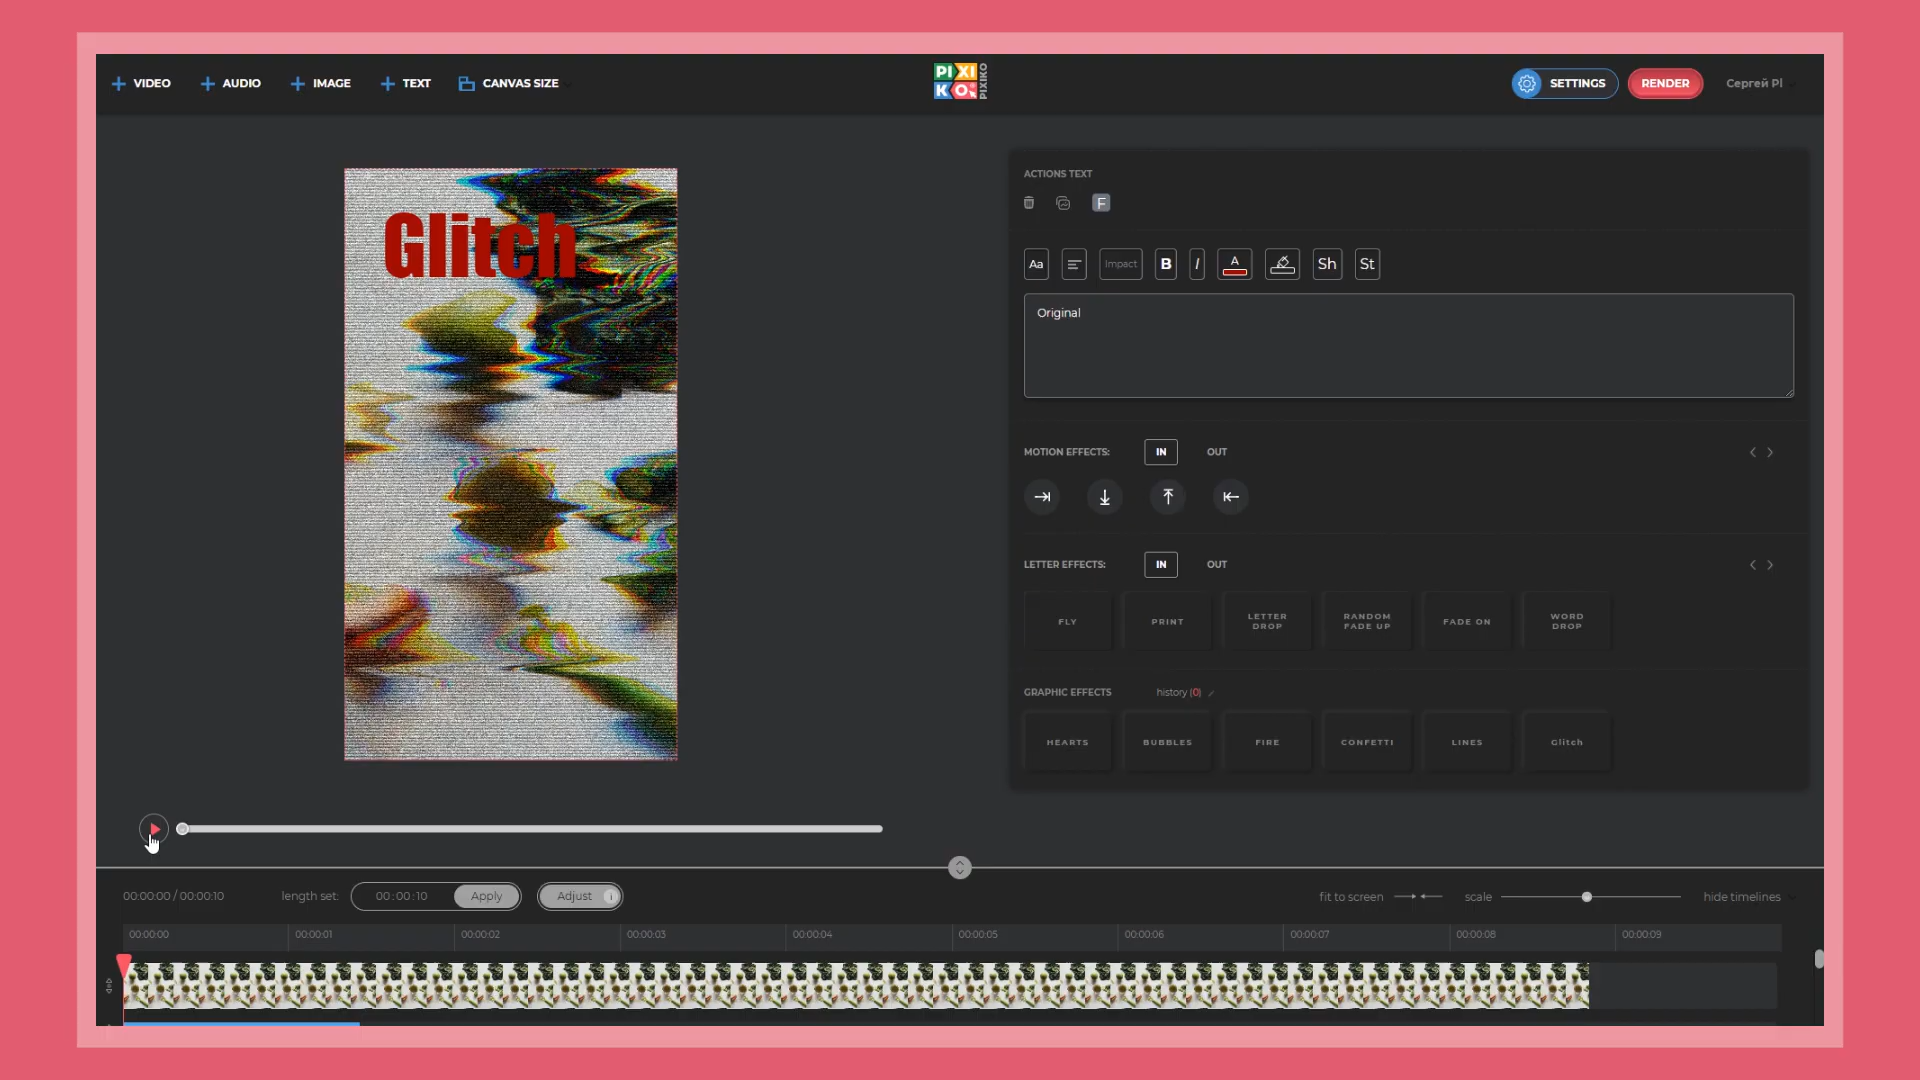 VIDEO
AUDIO
IMAGE
TEXT
CANVAS SIZE
PIXI
KO
PIXIKO
SETTINGS
RENDER
Сергей Pl
Glitch
ACTIONS TEXT
F
Aa
Impact
B
I
A
Sh
St
Original
MOTION EFFECTS:
IN
OUT
LETTER EFFECTS:
IN
OUT
FLY
PRINT
LETTER DROP
RANDOM FADE UP
FADE ON
WORD DROP
GRAPHIC EFFECTS
history (0)
HEARTS
BUBBLES
FIRE
CONFETTI
LINES
Glitch
00:00:00 / 00:00:10
length set:
00:00:10
Apply
Adjust
i
fit to screen
scale
hide timelines
00:00:00
00:00:01
00:00:02
00:00:03
00:00:04
00:00:05
00:00:06
00:00:07
00:00:08
00:00:09